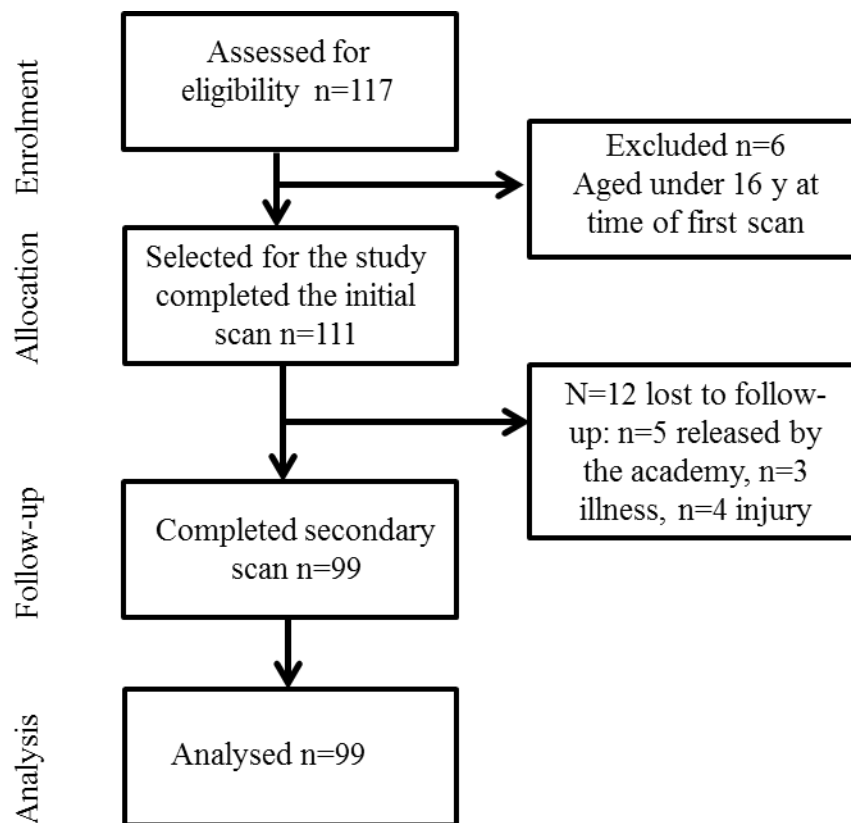 Enrolment
Assessed for
eligibility n=117
Excluded n=6
Aged under 16 y at
time of first scan
Allocation
Selected for the study
completed the initial
scan n=111
N=12 lost to follow-
up: n=5 released by
the academy, n=3
illness, n=4 injury
Follow-up
Completed secondary
scan n=99
Analysis
Analysed n=99